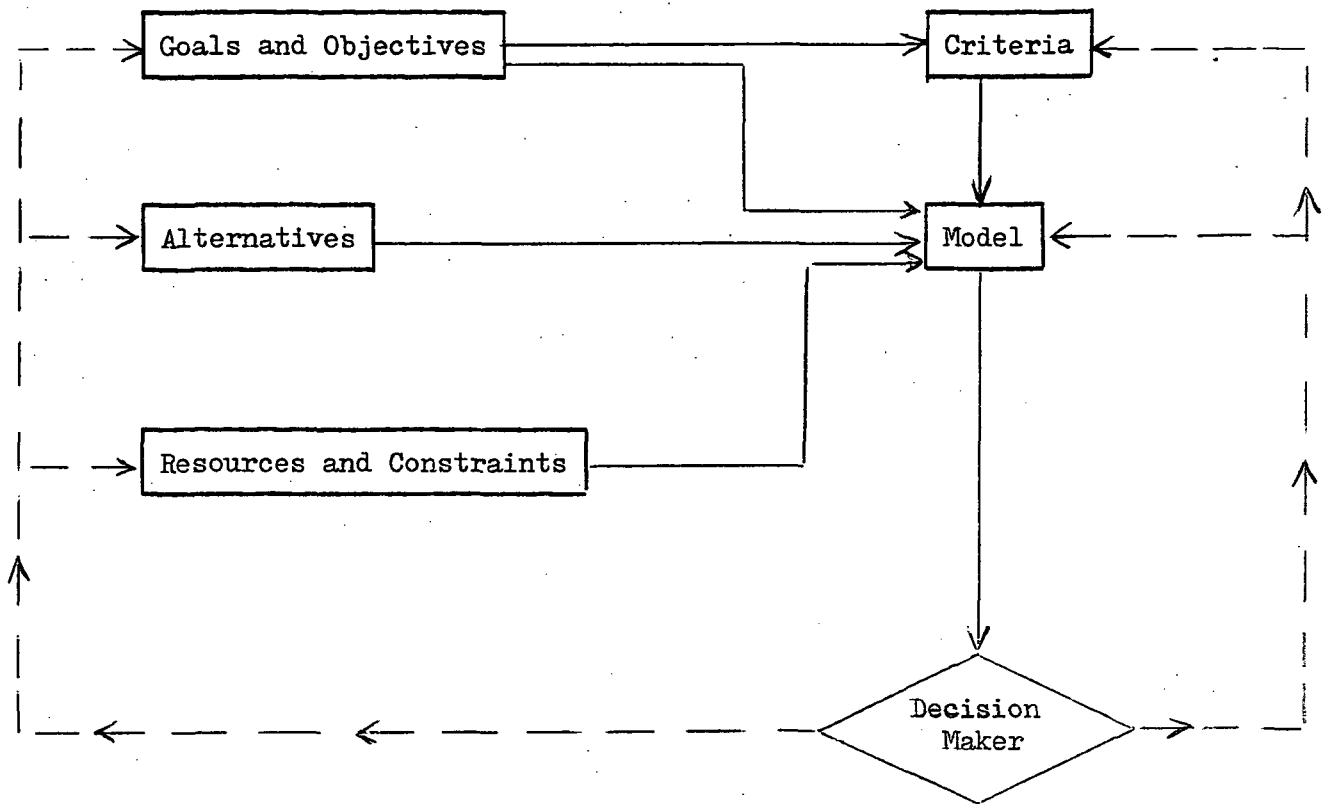 Goals and Objectives
Criteria
Alternatives
Model
Resources and Constraints
Decision
Maker